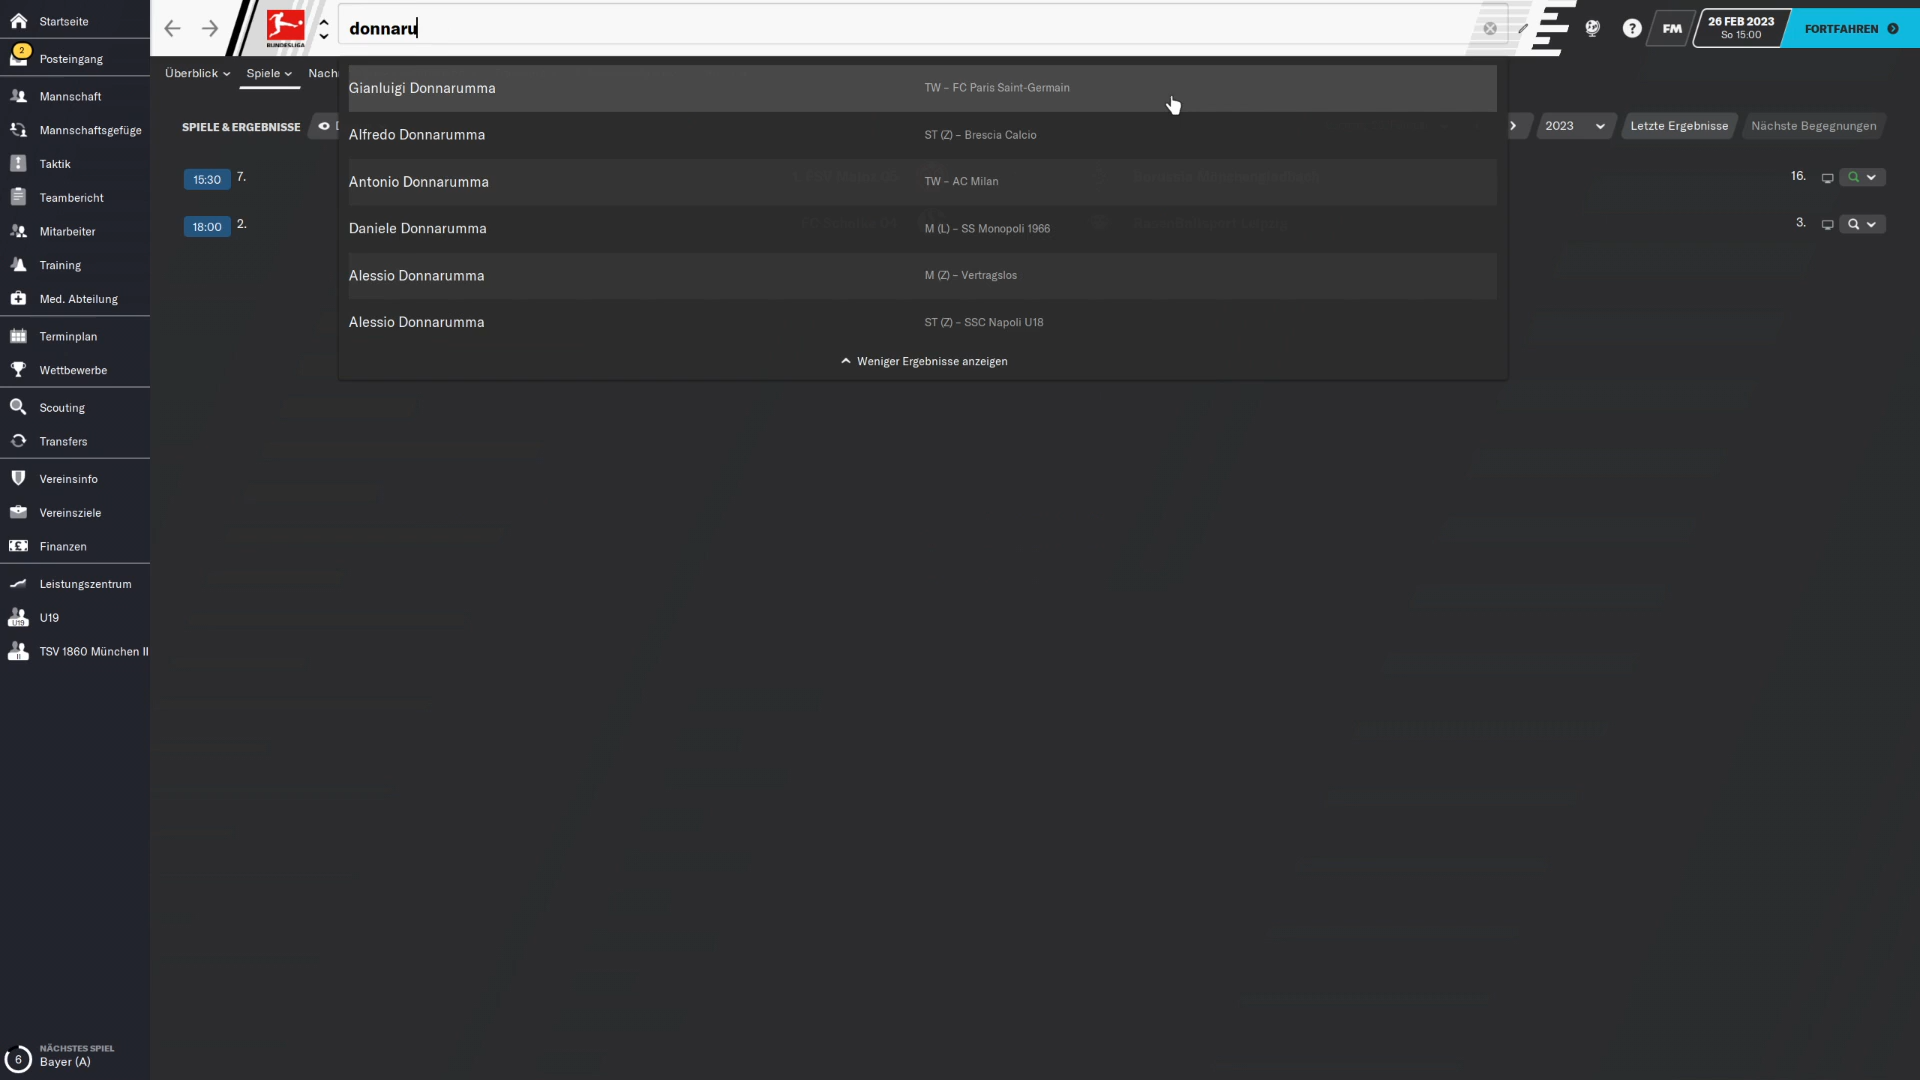 Startseite
2
Posteingang
Mannschaft
Mannschaftsgefüge
Taktik
Teambericht
Mitarbeiter
Training
Med. Abteilung
Terminplan
Wettbewerbe
Scouting
Transfers
Vereinsinfo
Vereinsziele
Finanzen
Leistungszentrum
U19
U19
TSV 1860 München II
II
6
NÄCHSTES SPIEL
Bayer (A)
BUNDESLIGA
donnaru
?
FM
26 FEB 2023
So 15:00
FORTFAHREN
Überblick
Spiele
SPIELE & ERGEBNISSE
2023
Letzte Ergebnisse
Nächste Begegnungen
15:30 7.
16.
18:00 2.
3.
Gianluigi Donnarumma TW – FC Paris Saint-Germain
Alfredo Donnarumma ST (Z) – Brescia Calcio
Antonio Donnarumma TW – AC Milan
Daniele Donnarumma M (L) – SS Monopoli 1966
Alessio Donnarumma M (Z) – Vertragslos
Alessio Donnarumma ST (Z) – SSC Napoli U18
Weniger Ergebnisse anzeigen